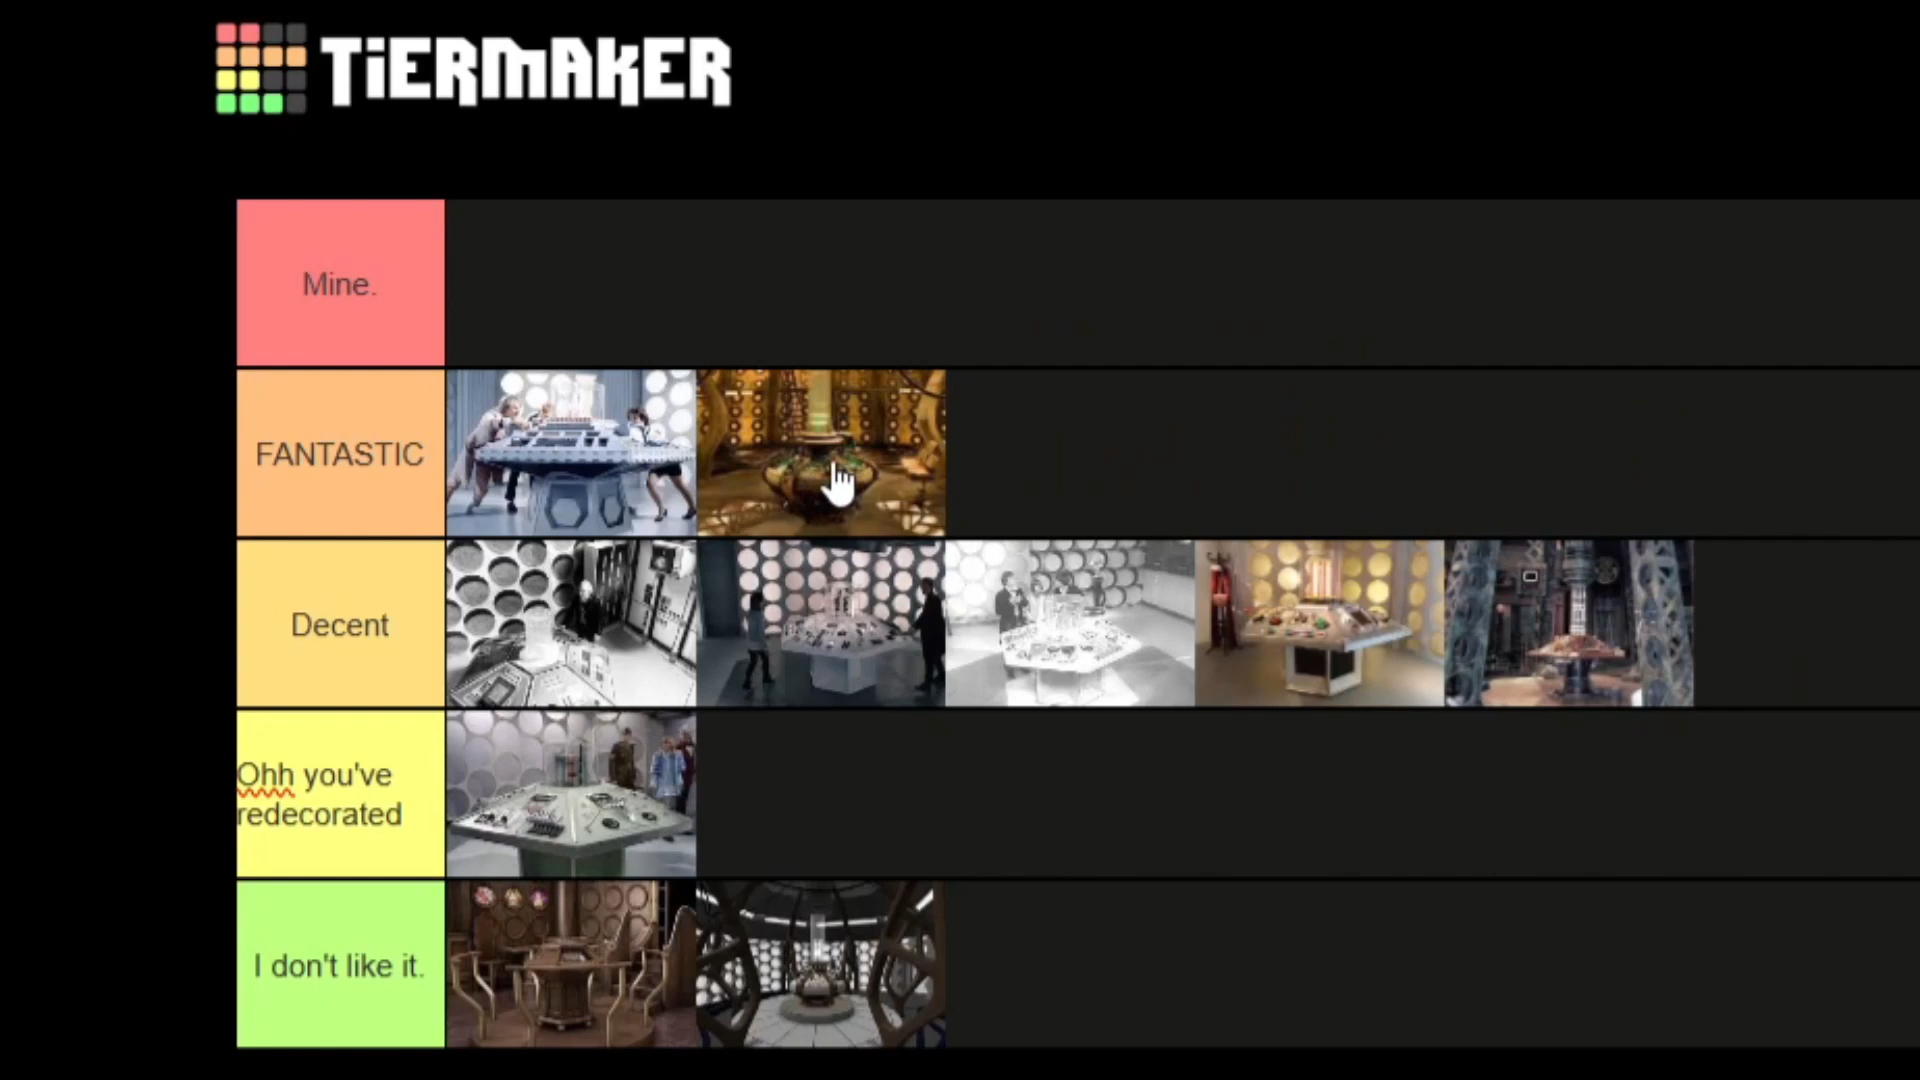 TiERMAKER
Mine.
FANTASTIC
Decent
Ohh you've
redecorated
I don't like it.